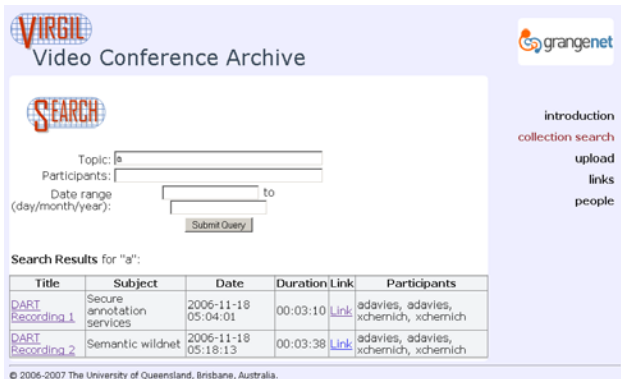 VIRGIL
Video Conference Archive
grangenet
introduction
collection search
upload
links
people
SEARCH
Topic: a
Participants:
Date range to
(day/month/year):
Submit Query
Search Results for "a":
Title Subject Date Duration Link Participants
DART Secure 2006-11-18 00:03:10 Link adavies, adavies,
Recording 1 annotation 05:04:01 xchernich, xchernich
services
DART Semantic wildnet 2006-11-18 00:03:38 Link adavies, adavies,
Recording 2 05:18:13 xchernich, xchernich
© 2006-2007 The University of Queensland, Brisbane, Australia.